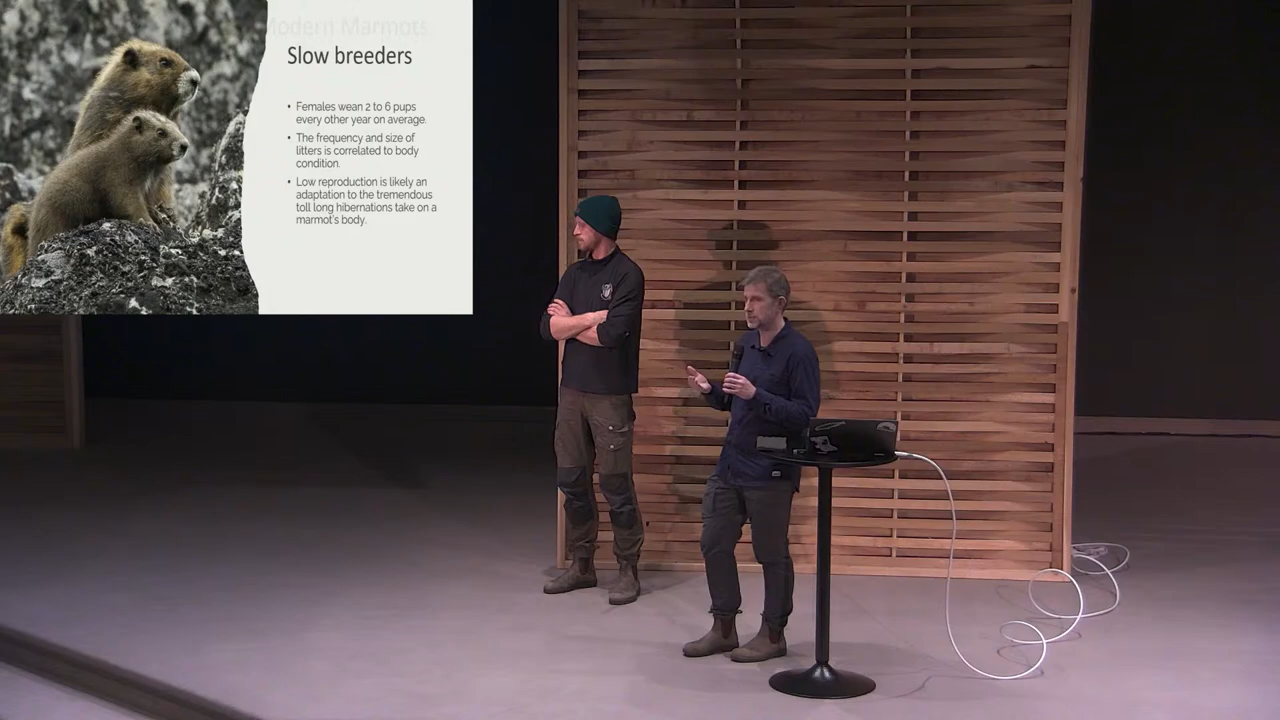 Modern Marmots
Slow breeders
• Females wean 2 to 6 pups
every other year on average.
• The frequency and size of
litters is correlated to body
condition.
• Low reproduction is likely an
adaptation to the tremendous
toll long hibernations take on a
marmot's body.